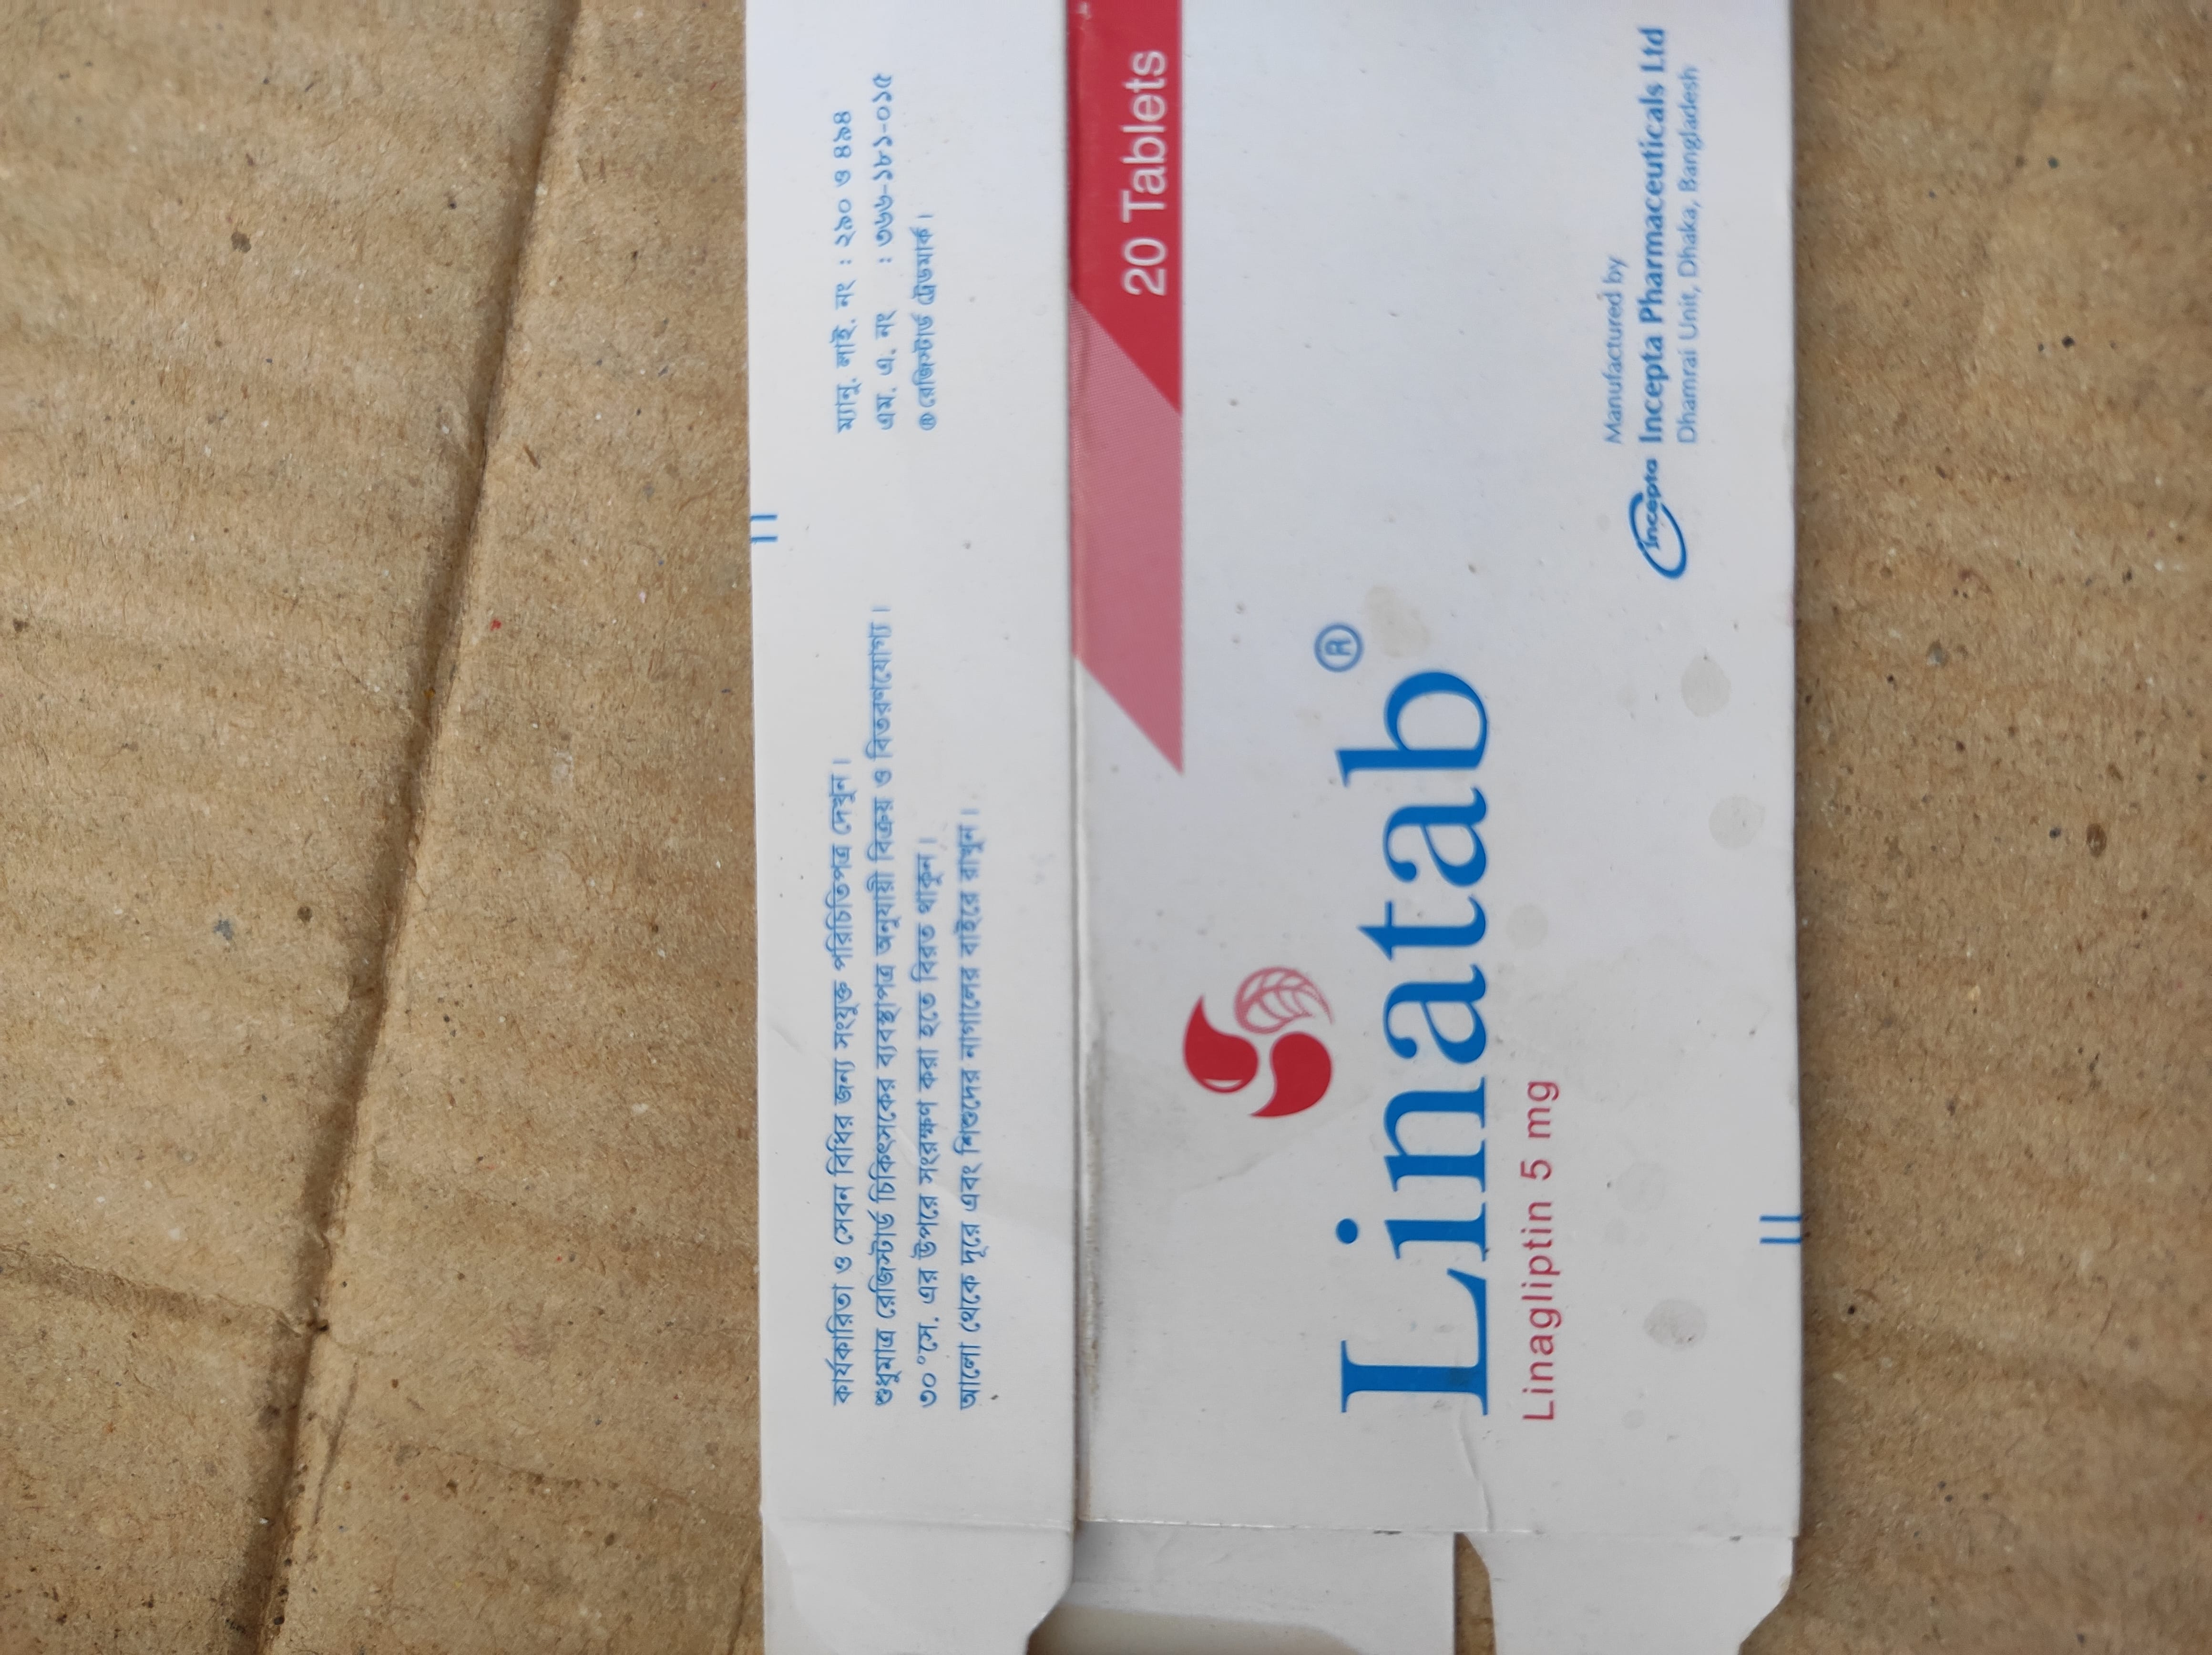 কার্যকারিতা ও সেবন বিধির জন্য সংযুক্ত পরিচিতিপত্র দেখুন।
শুধুমাত্র রেজিস্টার্ড চিকিৎসকের ব্যবস্থাপত্র অনুযায়ী বিক্রয় ও বিতরণযোগ্য।
৩০°সে. এর উপরে সংরক্ষণ করা হতে বিরত থাকুন।
আলো থেকে দূরে এবং শিশুদের নাগালের বাইরে রাখুন।
ম্যানু. লাই. নং : ২৯০ ও ৪৯৪
এম. এ. নং : ৩৬৬-১৮১-০১৫
® রেজিস্টার্ড ট্রেডমার্ক।
20 Tablets
Linatab®
Linagliptin 5 mg
Manufactured by
Incepta Incepta Pharmaceuticals Ltd
Dhamrai Unit, Dhaka, Bangladesh